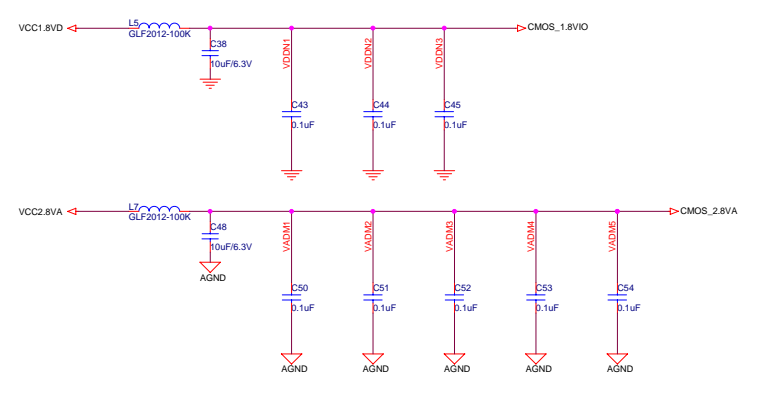 L5
VCC1.8VD
CMOS_1.8VIO
GLF2012-100K
C38
10uF/6.3V
VDDN1
VDDN2
VDDN3
C43
C44
C45
0.1uF
0.1uF
0.1uF
L7
VCC2.8VA
CMOS_2.8VA
GLF2012-100K
C48
10uF/6.3V
AGND
VADM1
VADM2
VADM3
VADM4
VADM5
C50
C51
C52
C53
C54
0.1uF
0.1uF
0.1uF
0.1uF
0.1uF
AGND
AGND
AGND
AGND
AGND